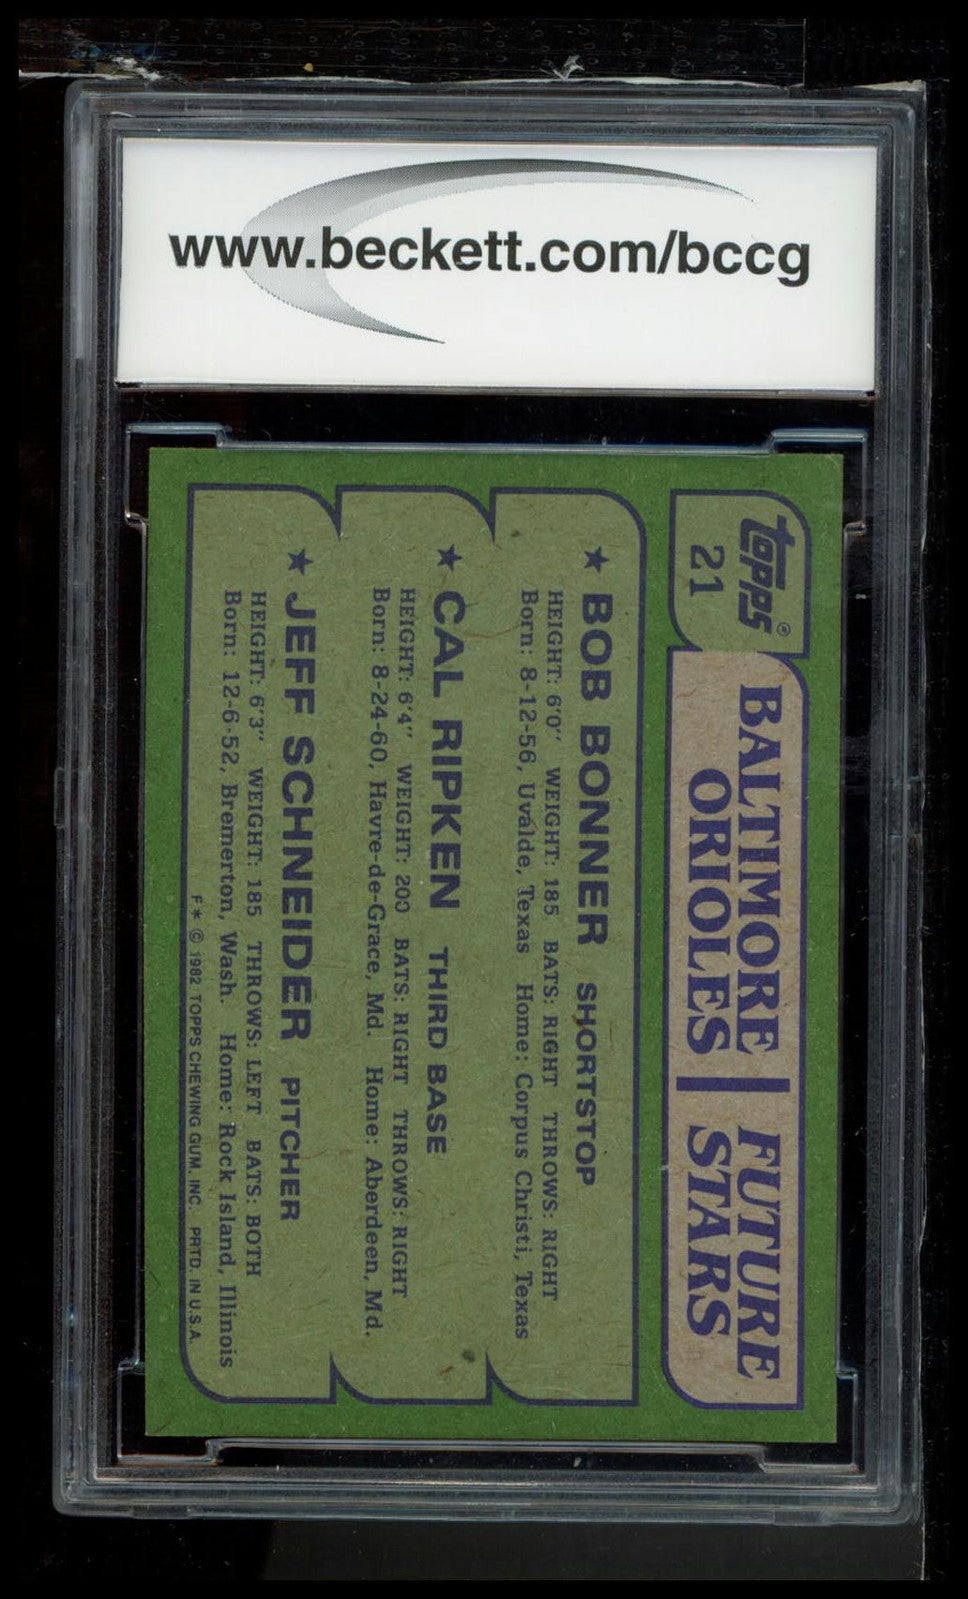 www.beckett.com/bccg
topps®
21
BALTIMORE
ORIOLES
FUTURE
STARS
★ BOB BONNER SHORTSTOP
HEIGHT: 6'0" WEIGHT: 185 BATS: RIGHT THROWS: RIGHT
Born: 8-12-56, Uvalde, Texas Home: Corpus Christi, Texas
★ CAL RIPKEN THIRD BASE
HEIGHT: 6'4" WEIGHT: 200 BATS: RIGHT THROWS: RIGHT
Born: 8-24-60, Havre-de-Grace, Md. Home: Aberdeen, Md.
★ JEFF SCHNEIDER PITCHER
HEIGHT: 6'3" WEIGHT: 185 THROWS: LEFT BATS: BOTH
Born: 12-6-52, Bremerton, Wash. Home: Rock Island, Illinois
F* © 1982 TOPPS CHEWING GUM, INC. PRTD. IN U.S.A.